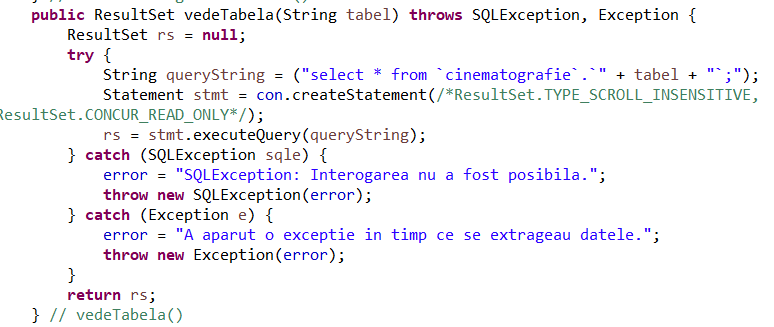 public ResultSet vedeTabela(String tabel) throws SQLException, Exception {
ResultSet rs = null;
try {
String queryString = ("select * from `cinematografie`.`" + tabel + "`;");
Statement stmt = con.createStatement(/*ResultSet.TYPE_SCROLL_INSENSITIVE,
ResultSet.CONCUR_READ_ONLY*/);
rs = stmt.executeQuery(queryString);
} catch (SQLException sqle) {
error = "SQLException: Interogarea nu a fost posibila.";
throw new SQLException(error);
} catch (Exception e) {
error = "A aparut o exceptie in timp ce se extrageau datele.";
throw new Exception(error);
}
return rs;
} // vedeTabela()